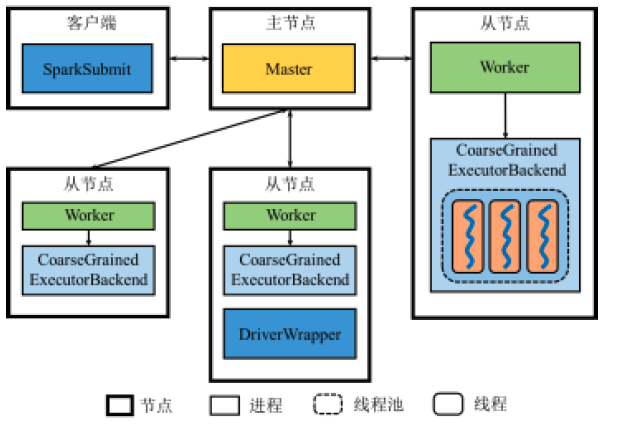 客户端
SparkSubmit
主节点
Master
从节点
Worker
CoarseGrained
ExecutorBackend
从节点
Worker
CoarseGrained
ExecutorBackend
从节点
Worker
CoarseGrained
ExecutorBackend
DriverWrapper
节点
进程
线程池
线程